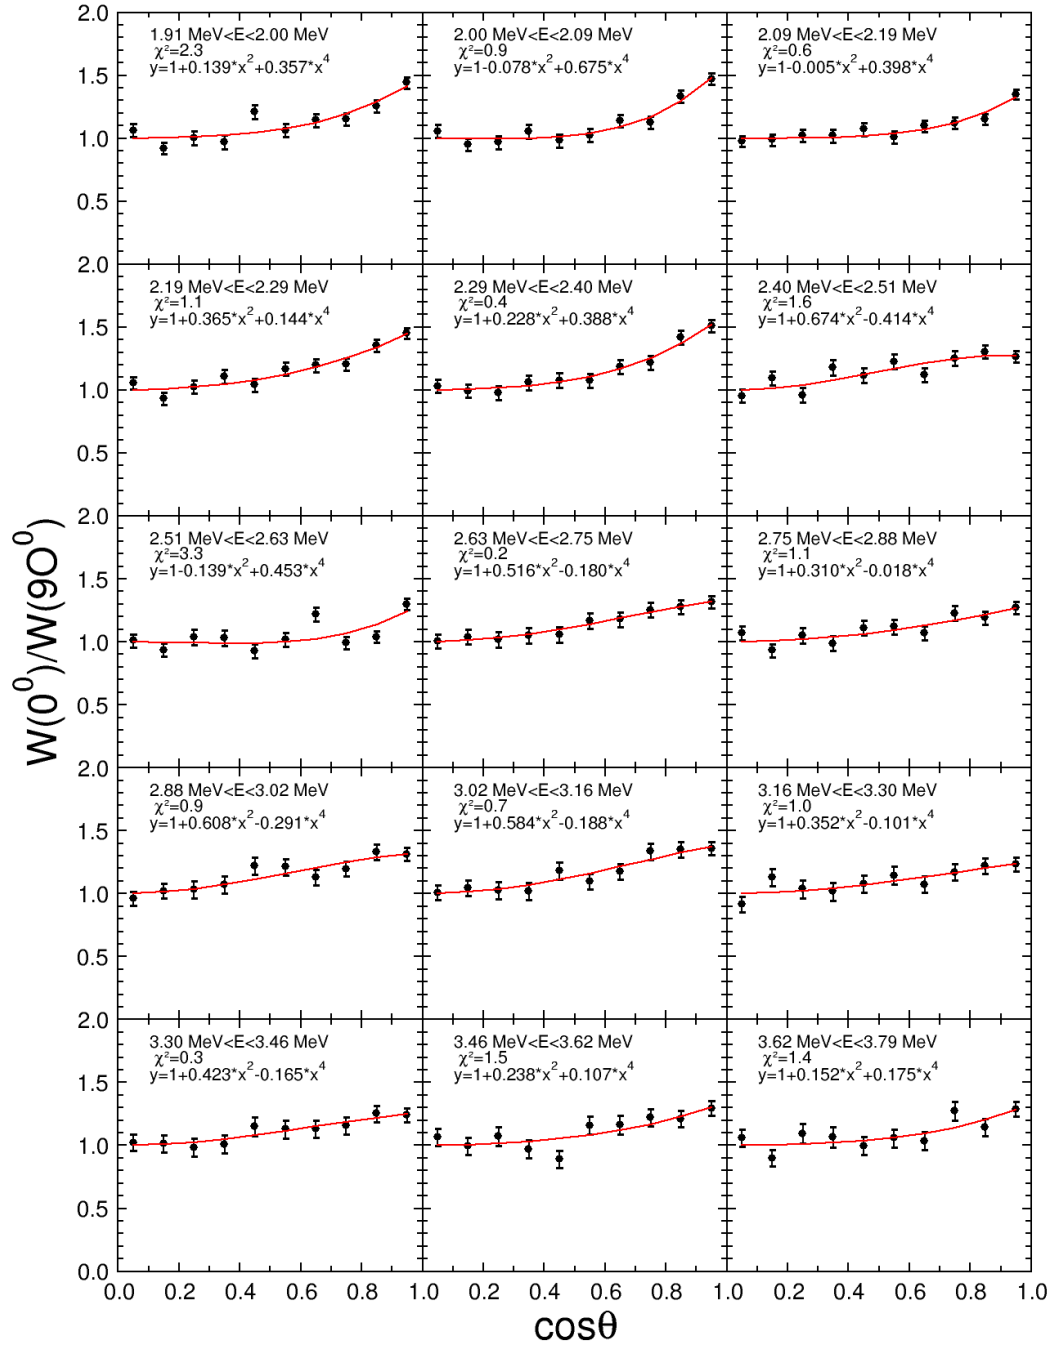 2.0
1.5
1.0
0.5
1.91 MeV<E<2.00 MeV
χ²=2.3
y=1+0.139*x²+0.357*x⁴
2.00 MeV<E<2.09 MeV
χ²=0.9
y=1-0.078*x²+0.675*x⁴
2.09 MeV<E<2.19 MeV
χ²=0.6
y=1-0.005*x²+0.398*x⁴
2.0
1.5
1.0
0.5
2.19 MeV<E<2.29 MeV
χ²=1.1
y=1+0.365*x²+0.144*x⁴
2.29 MeV<E<2.40 MeV
χ²=0.4
y=1+0.228*x²+0.388*x⁴
2.40 MeV<E<2.51 MeV
χ²=1.6
y=1+0.674*x²-0.414*x⁴
W(0⁰)/W(9O⁰)
2.0
1.5
1.0
0.5
2.51 MeV<E<2.63 MeV
χ²=3.3
y=1-0.139*x²+0.453*x⁴
2.63 MeV<E<2.75 MeV
χ²=0.2
y=1+0.516*x²-0.180*x⁴
2.75 MeV<E<2.88 MeV
χ²=1.1
y=1+0.310*x²-0.018*x⁴
2.0
1.5
1.0
0.5
2.88 MeV<E<3.02 MeV
χ²=0.9
y=1+0.608*x²-0.291*x⁴
3.02 MeV<E<3.16 MeV
χ²=0.7
y=1+0.584*x²-0.188*x⁴
3.16 MeV<E<3.30 MeV
χ²=1.0
y=1+0.352*x²-0.101*x⁴
2.0
1.5
1.0
0.5
0.0
3.30 MeV<E<3.46 MeV
χ²=0.3
y=1+0.423*x²-0.165*x⁴
3.46 MeV<E<3.62 MeV
χ²=1.5
y=1+0.238*x²+0.107*x⁴
3.62 MeV<E<3.79 MeV
χ²=1.4
y=1+0.152*x²+0.175*x⁴
0.0 0.2 0.4 0.6 0.8 1.0 0.2 0.4 0.6 0.8 1.0 0.2 0.4 0.6 0.8 1.0
cosθ